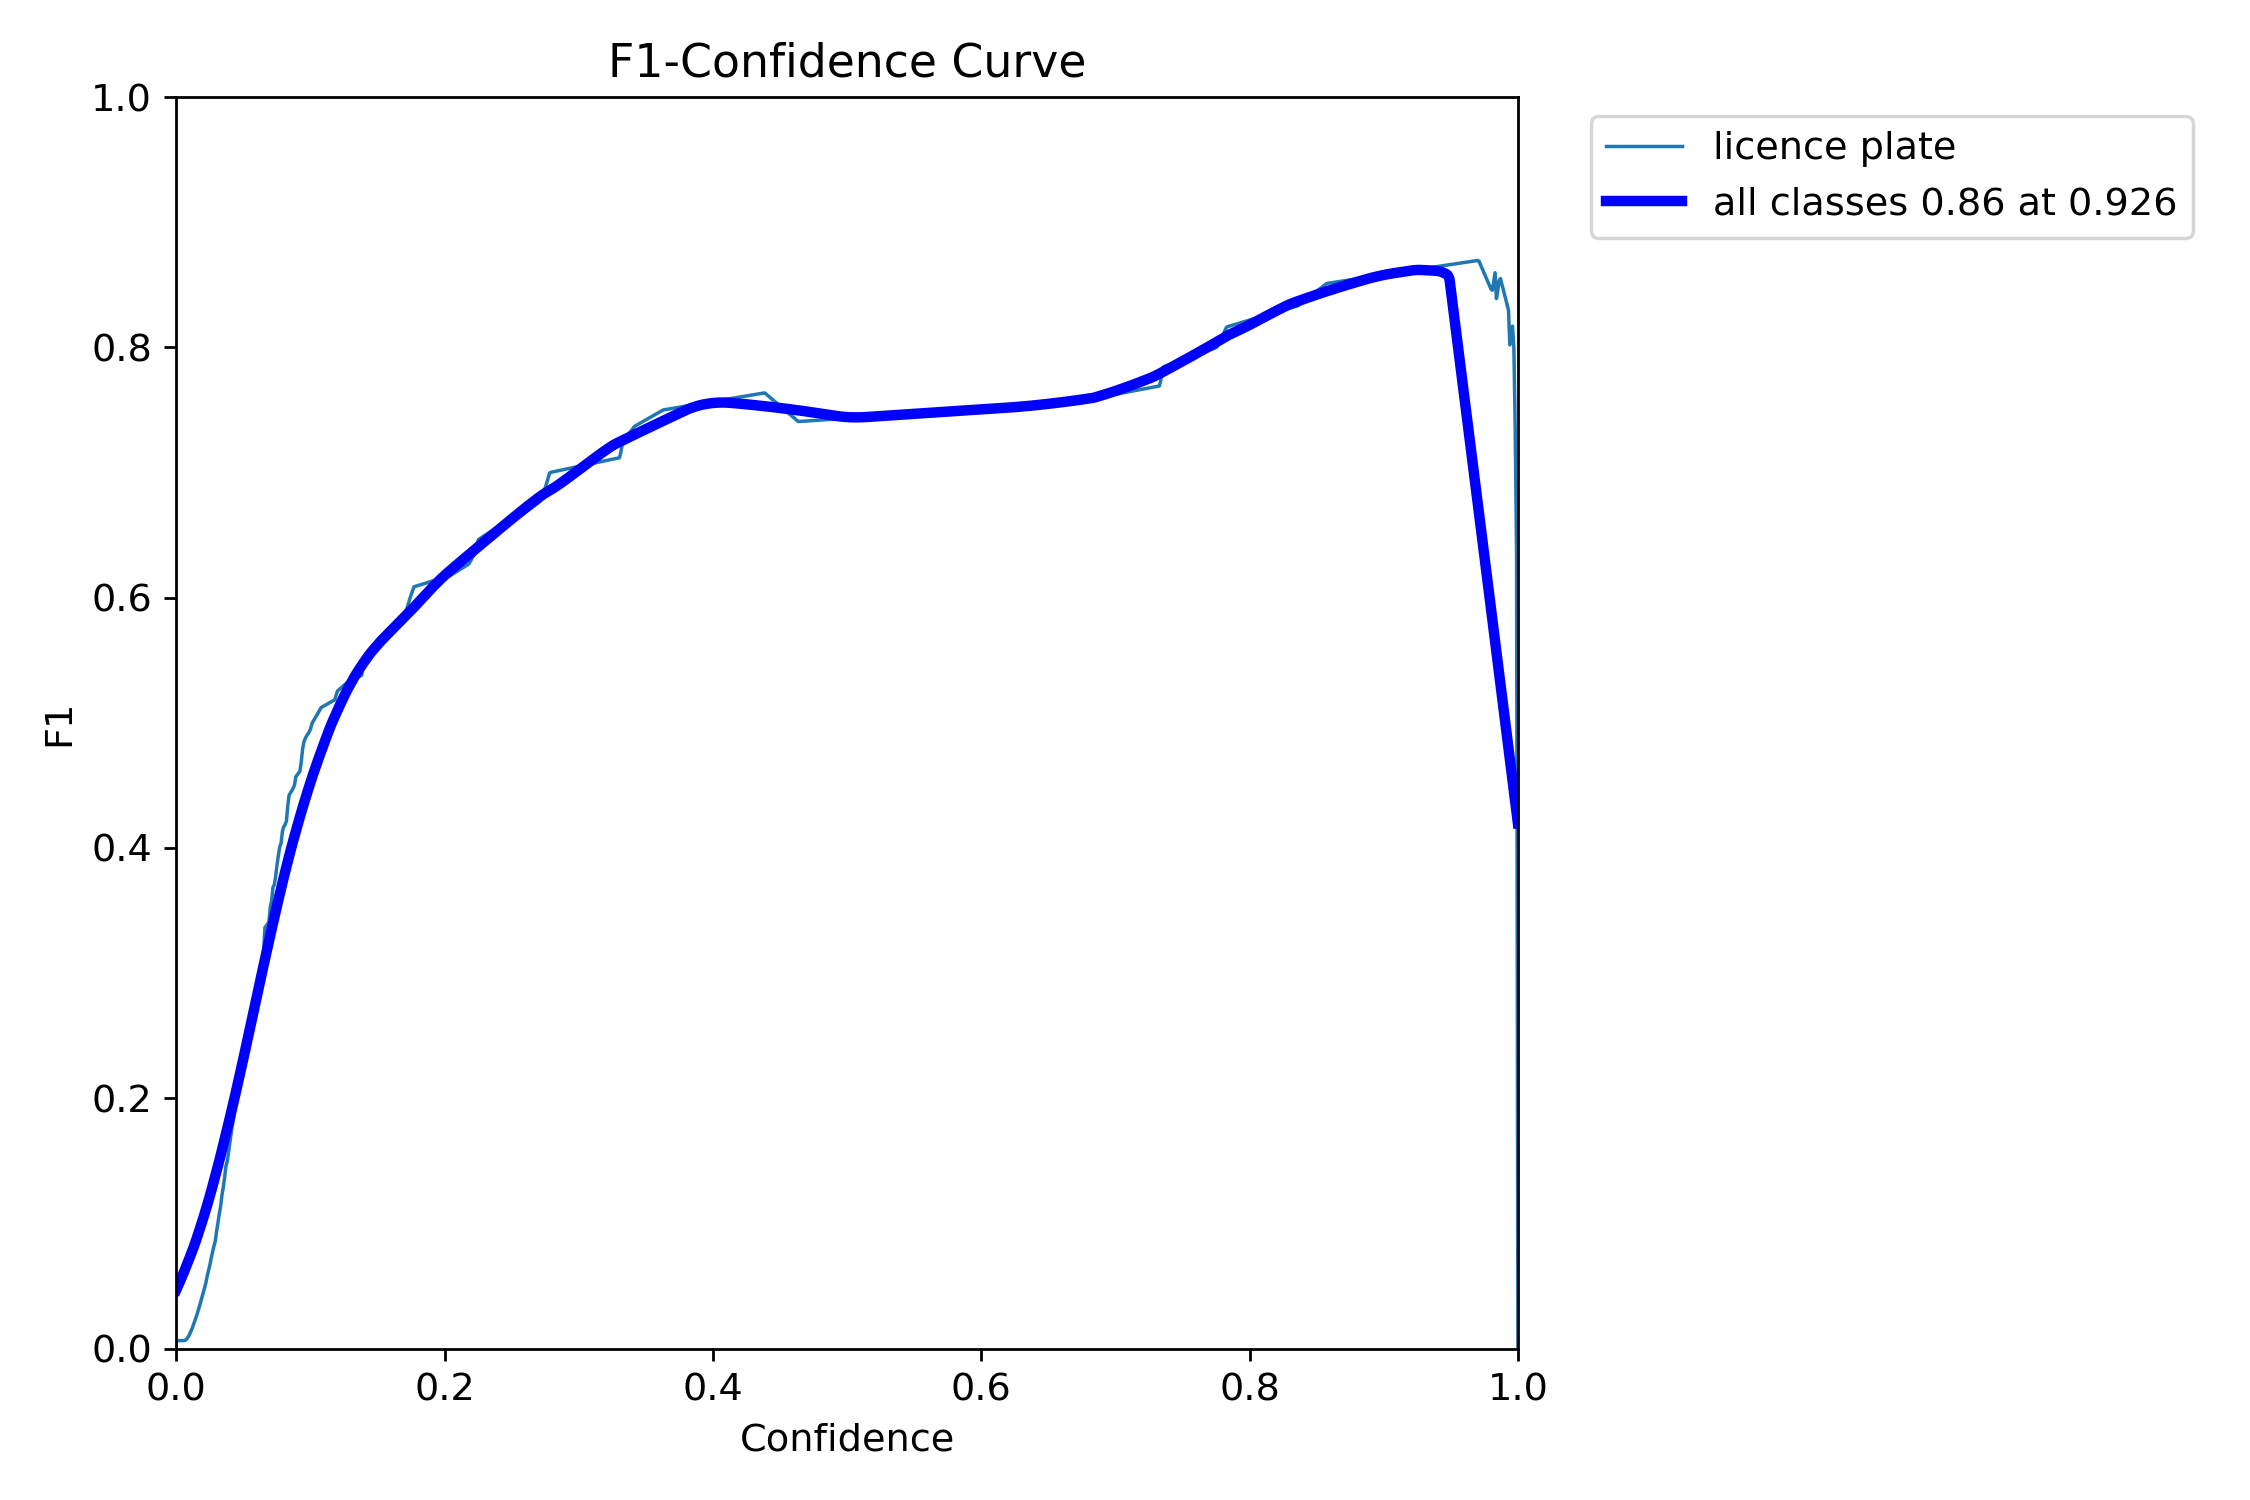 F1-Confidence Curve
1.0
0.8
0.6
0.4
0.2
0.0
F1
0.0 0.2 0.4 0.6 0.8 1.0
Confidence
licence plate
all classes 0.86 at 0.926